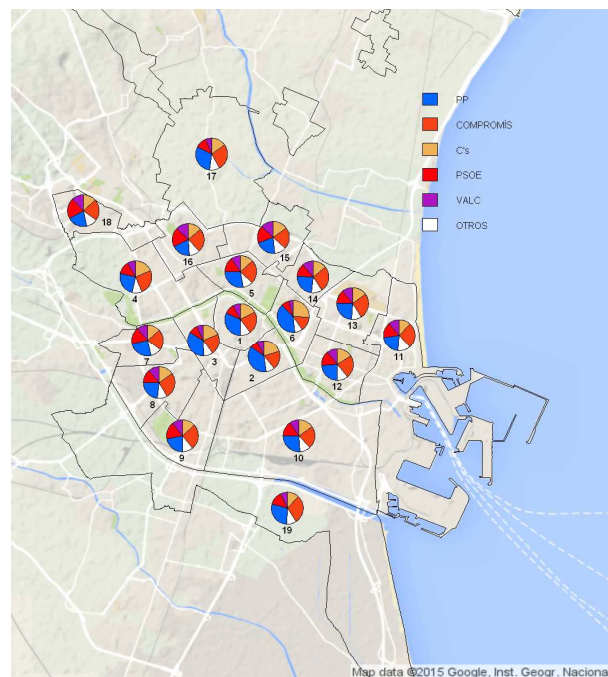 PP
COMPROMÍS
C's
PSOE
VALC
OTROS
17
18
16
15
4
5
14
13
1
6
11
7
3
2
12
8
9
10
19
Map data ©2015 Google, Inst. Geogr. Naciona